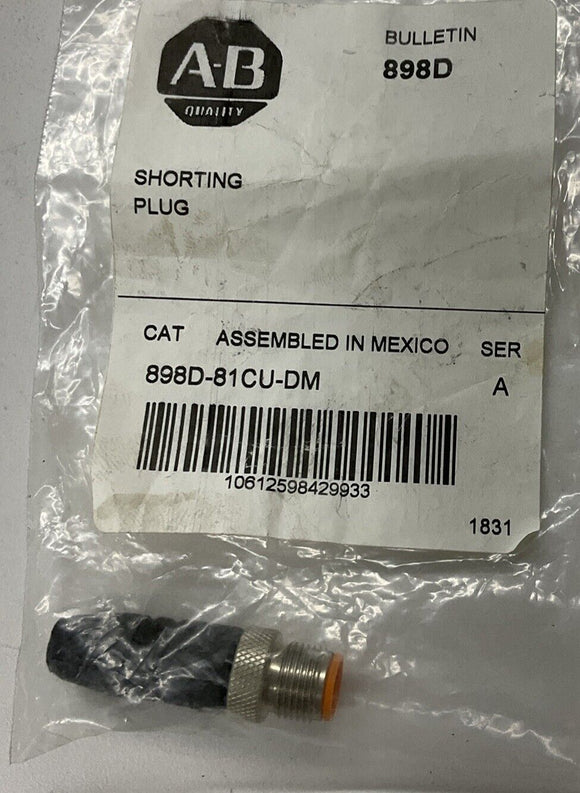 A-B
QUALITY
BULLETIN
898D
SHORTING
PLUG
CAT ASSEMBLED IN MEXICO SER
898D-81CU-DM A
10612598429933
1831